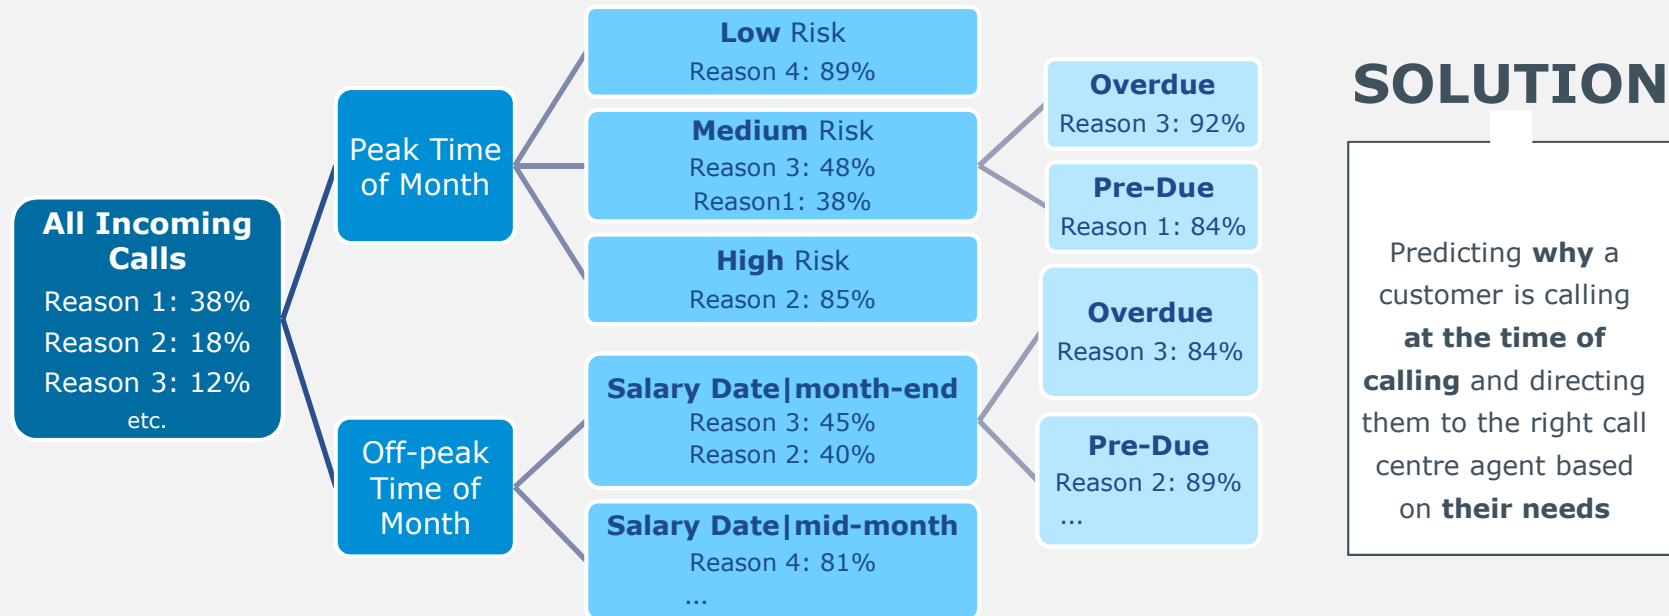 All Incoming
Calls
Reason 1: 38%
Reason 2: 18%
Reason 3: 12%
etc.
Peak Time
of Month
Off-peak
Time of
Month
Low Risk
Reason 4: 89%
Medium Risk
Reason 3: 48%
Reason1: 38%
High Risk
Reason 2: 85%
Salary Date|month-end
Reason 3: 45%
Reason 2: 40%
Salary Date|mid-month
Reason 4: 81%
...
Overdue
Reason 3: 92%
Pre-Due
Reason 1: 84%
Overdue
Reason 3: 84%
Pre-Due
Reason 2: 89%
...
SOLUTION
Predicting why a
customer is calling
at the time of
calling and directing
them to the right call
centre agent based
on their needs